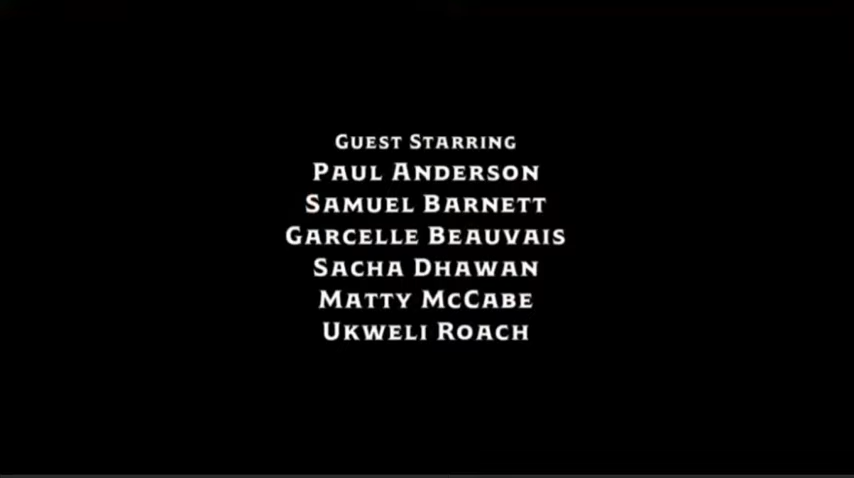 Guest Starring
Paul Anderson
Samuel Barnett
Garcelle Beauvais
Sacha Dhawan
Matty McCabe
Ukweli Roach